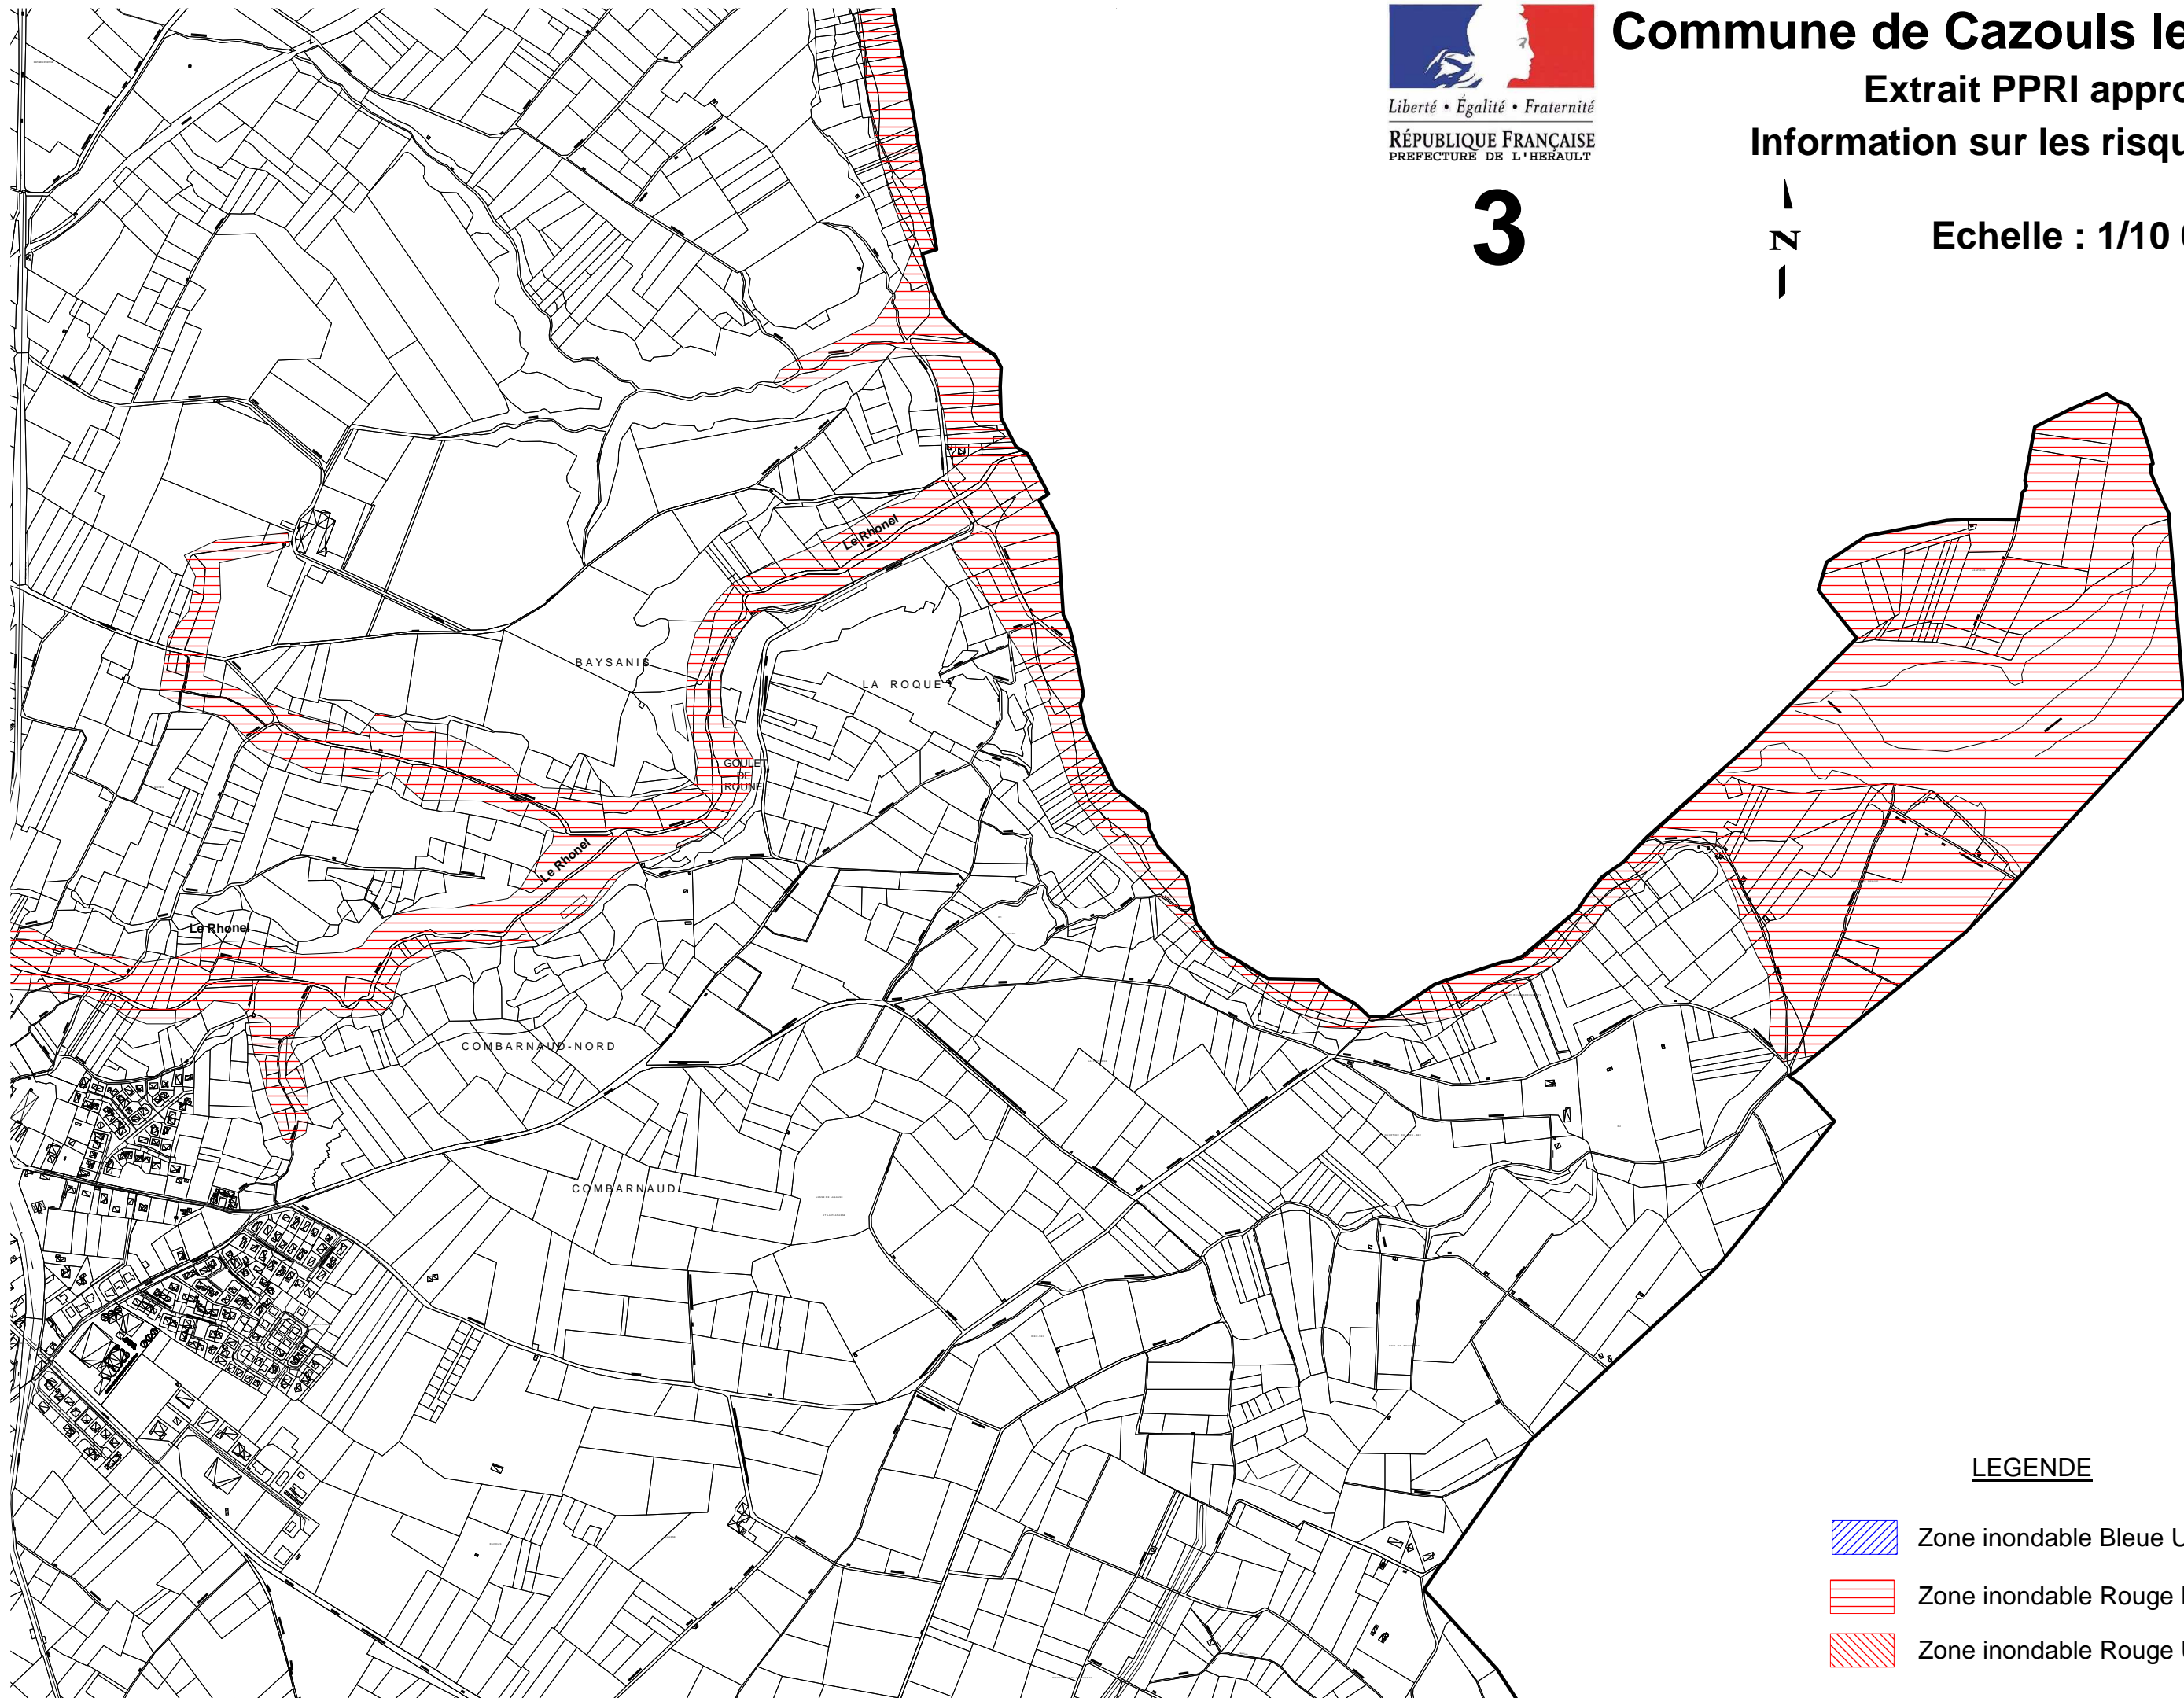 Commune de Cazouls le
Extrait PPRI appro
Information sur les risqu
Liberté • Égalité • Fraternité
RÉPUBLIQUE FRANÇAISE
PREFECTURE DE L'HERAULT
3
N
Echelle : 1/10
Le Rhonel
BAYSANIS
LA ROQUE
GOULET
DE
ROUNEL
Le Rhonel
Le Rhonel
COMBARNAUD-NORD
COMBARNAUD
LEGENDE
Zone inondable Bleue U
Zone inondable Rouge
Zone inondable Rouge U